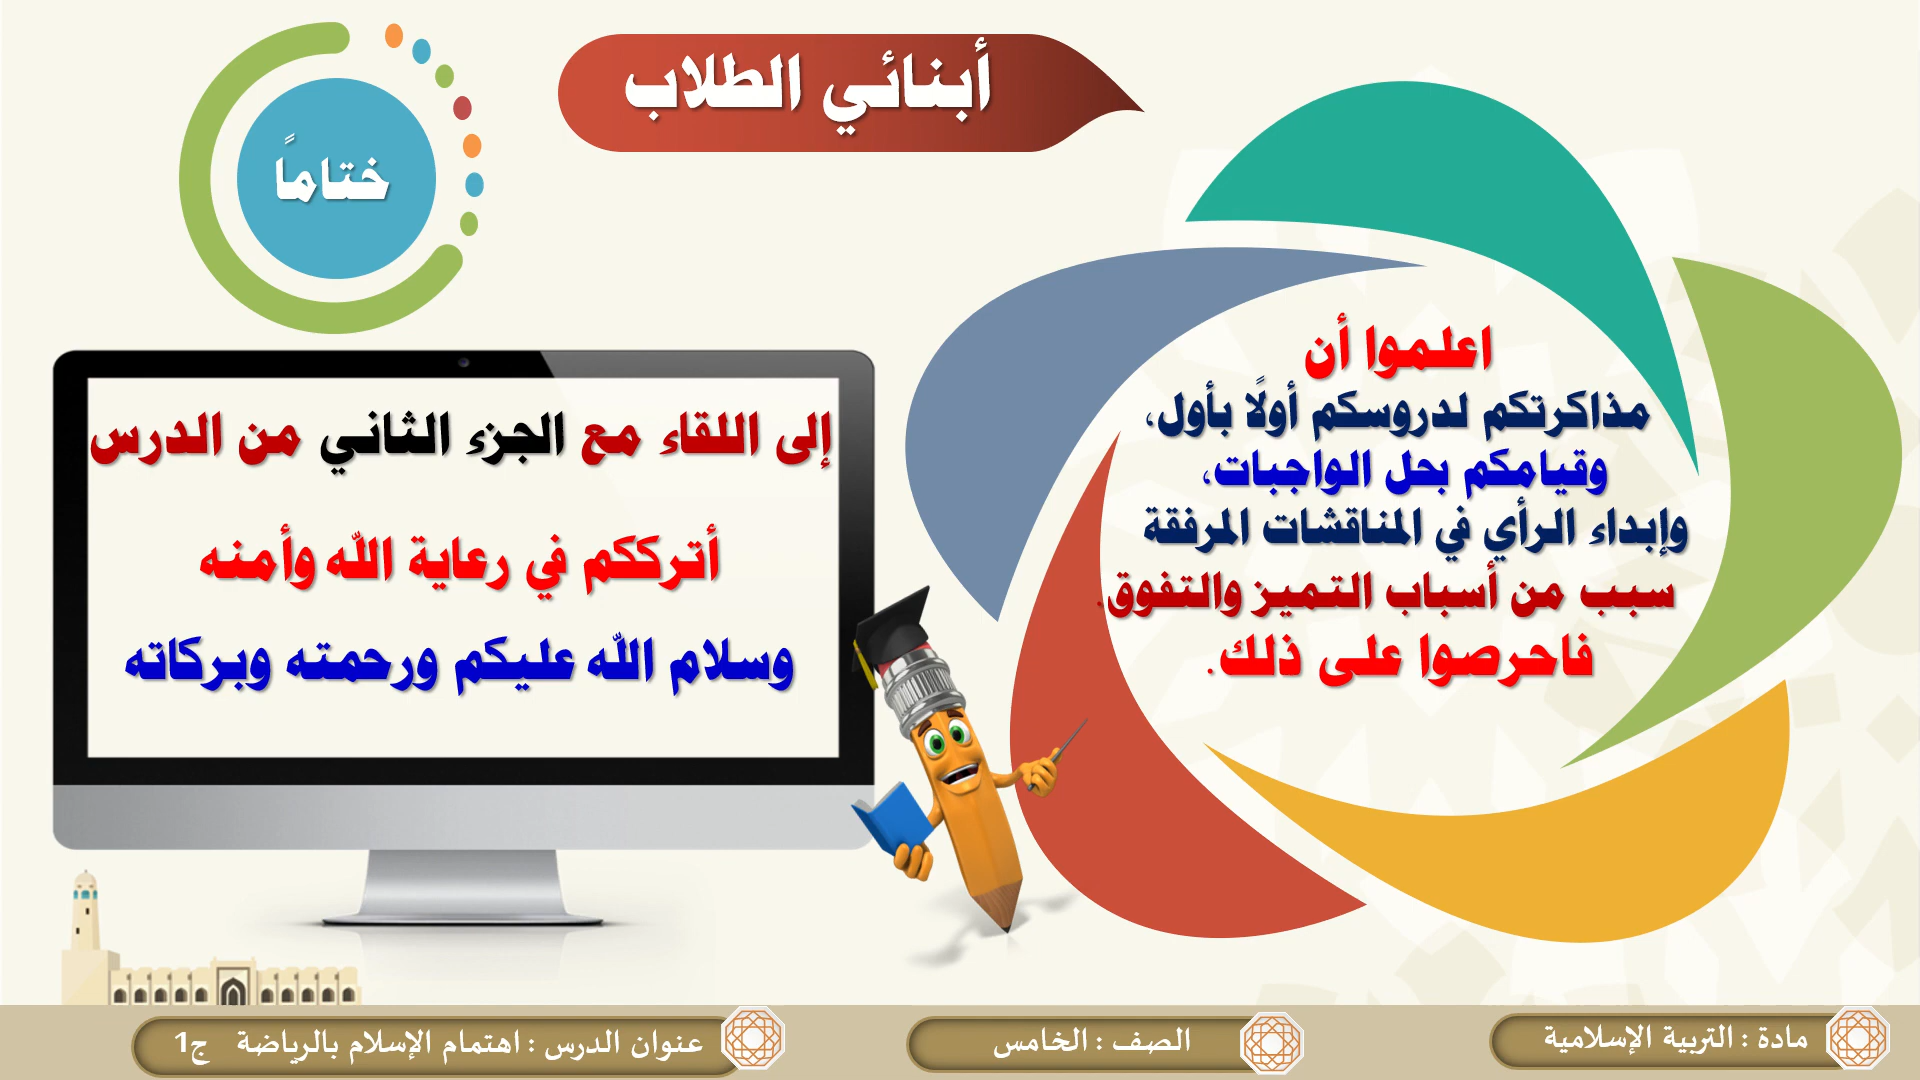 أبنائي الطلاب
ختاماً
اعلموا أن
مذاكرتكم لدروسكم أولًا بأول،
وقيامكم بحل الواجبات،
وإبداء الرأي في المناقشات المرفقة
سبب من أسباب التميز والتفوق.
فاحرصوا على ذلك.
إلى اللقاء مع الجزء الثاني من الدرس
أترككم في رعاية الله وأمنه
وسلام الله عليكم ورحمته وبركاته
مادة : التربية الإسلامية
الصف : الخامس
عنوان الدرس : اهتمام الإسلام بالرياضة ج1